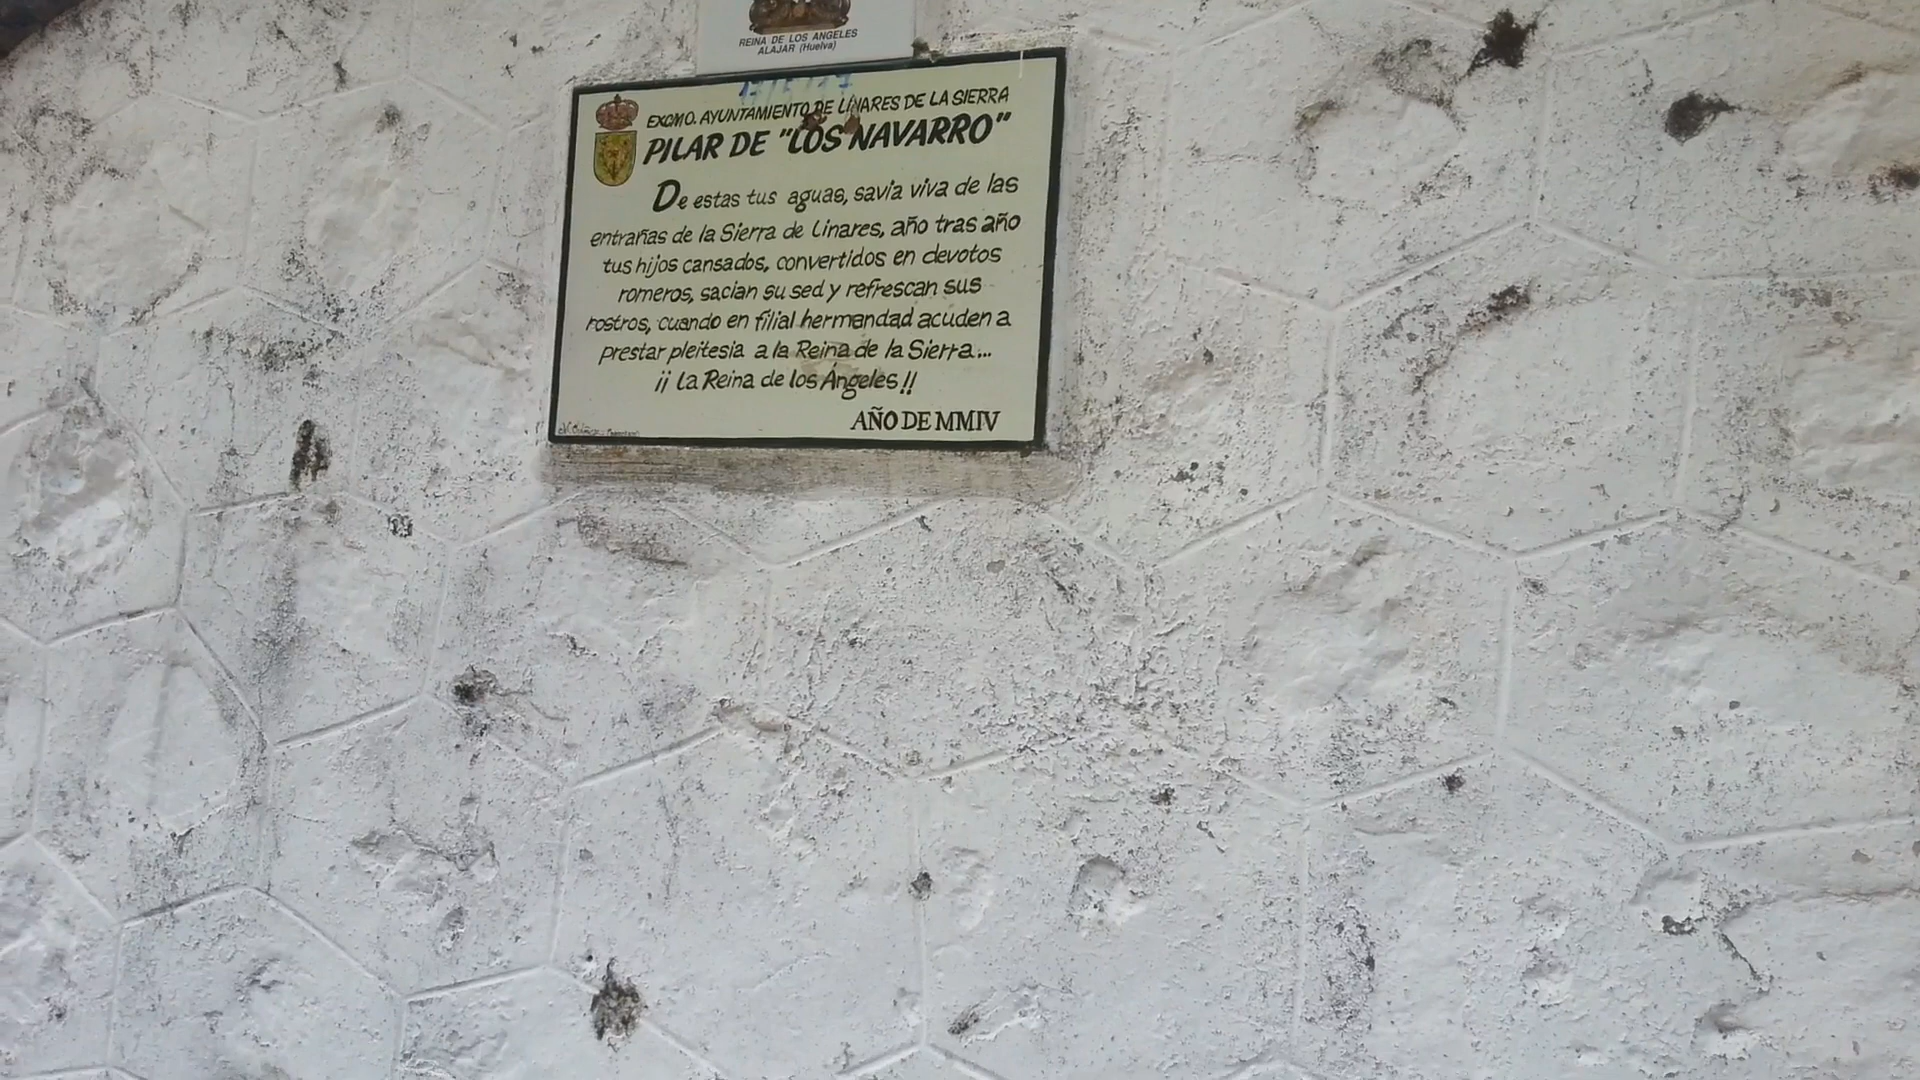 REINA DE LOS ANGELES
ALAJAR (Huelva)
EXCMO. AYUNTAMIENTO DE LINARES DE LA SIERRA
PILAR DE "LOS NAVARRO"
De estas tus aguas, savia viva de las
entrañas de la Sierra de Linares, año tras año
tus hijos cansados, convertidos en devotos
romeros, sacian su sed y refrescan sus
rostros, cuando en filial hermandad acuden a
prestar pleitesia a la Reina de la Sierra...
¡¡ La Reina de los Ángeles !!
AÑO DE MMIV